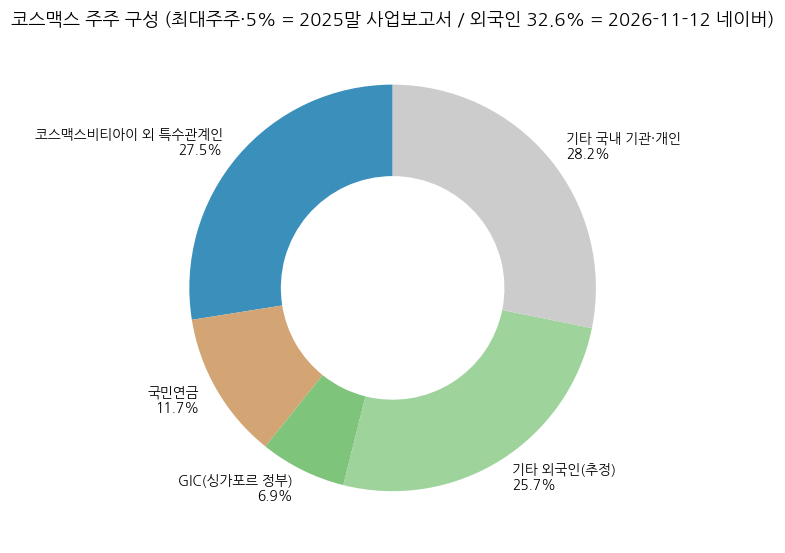 코스맥스 주주 구성 (최대주주·5% = 2025말 사업보고서 / 외국인 32.6% = 2026-11-12 네이버)
코스맥스비티아이 외 특수관계인
27.5%
기타 국내 기관·개인
28.2%
국민연금
11.7%
GIC(싱가포르 정부)
6.9%
기타 외국인(추정)
25.7%